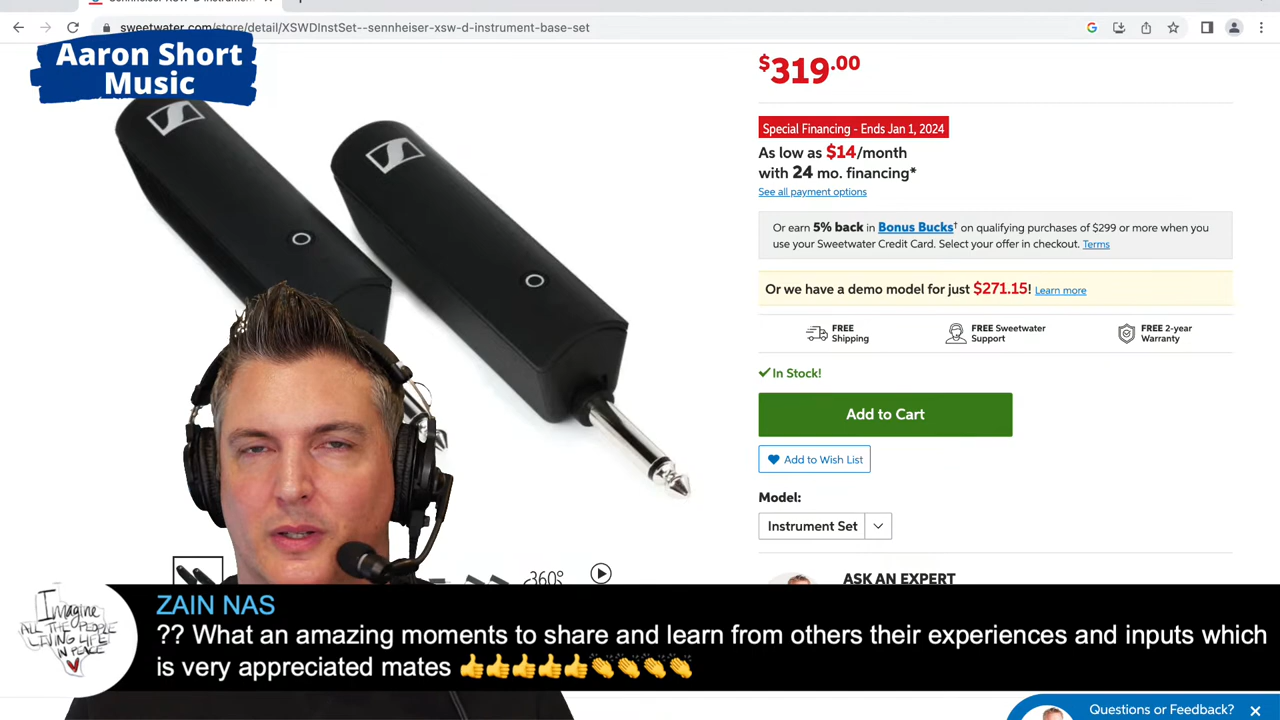 sweetwater.com/store/detail/XSWDInstSet--sennheiser-xsw-d-instrument-base-set
Aaron Short
Music
$319.00
Special Financing - Ends Jan 1, 2024
As low as $14/month
with 24 mo. financing*
See all payment options
Or earn 5% back in Bonus Bucks† on qualifying purchases of $299 or more when you
use your Sweetwater Credit Card. Select your offer in checkout. Terms
Or we have a demo model for just $271.15! Learn more
FREE
Shipping
FREE Sweetwater
Support
FREE 2-year
Warranty
In Stock!
Add to Cart
Add to Wish List
Model:
Instrument Set
360°
ASK AN EXPERT
Imagine
ALL THE PEOPLE
LIVING LIFE
IN PEACE
ZAIN NAS
?? What an amazing moments to share and learn from others their experiences and inputs which
is very appreciated mates 👍👍👍👍👍👏👏👏👏
Questions or Feedback?